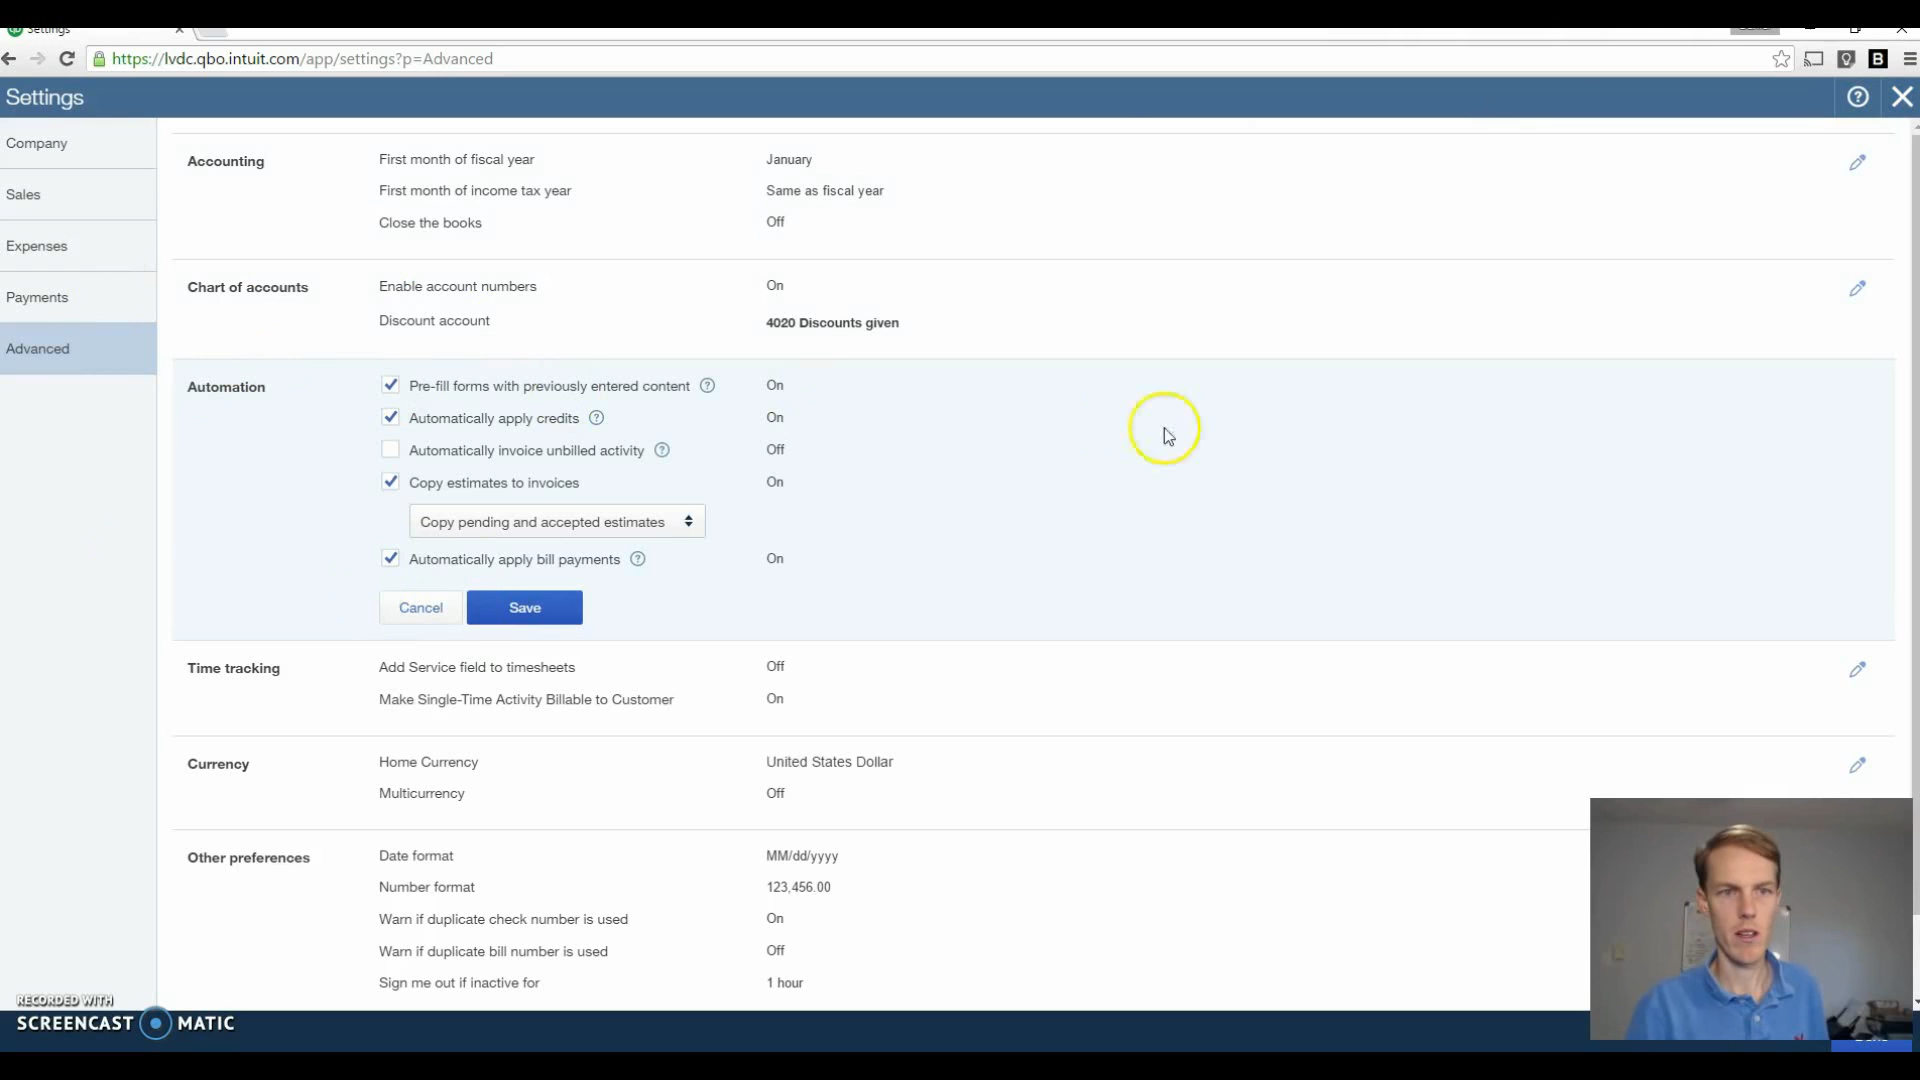 Settings
https://lvdc.qbo.intuit.com/app/settings?p=Advanced
B
Settings
Company
Sales
Expenses
Payments
Advanced
Accounting
First month of fiscal year January
First month of income tax year Same as fiscal year
Close the books Off
Chart of accounts
Enable account numbers On
Discount account 4020 Discounts given
Automation
Pre-fill forms with previously entered content ? On
Automatically apply credits ? On
Automatically invoice unbilled activity ? Off
Copy estimates to invoices On
Copy pending and accepted estimates
Automatically apply bill payments ? On
Cancel Save
Time tracking
Add Service field to timesheets Off
Make Single-Time Activity Billable to Customer On
Currency
Home Currency United States Dollar
Multicurrency Off
Other preferences
Date format MM/dd/yyyy
Number format 123,456.00
Warn if duplicate check number is used On
Warn if duplicate bill number is used Off
Sign me out if inactive for 1 hour
RECORDED WITH
SCREENCAST MATIC